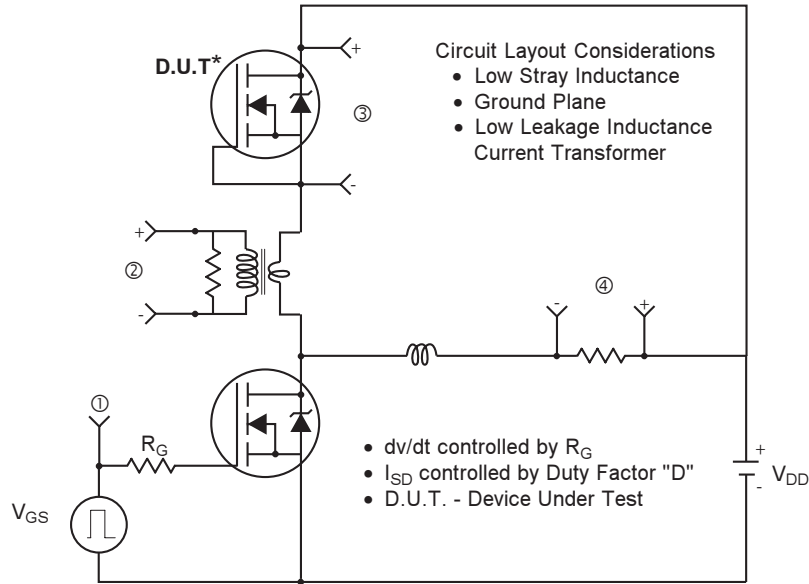 D.U.T*
+
Circuit Layout Considerations
• Low Stray Inductance
• Ground Plane
• Low Leakage Inductance
Current Transformer
③
-
+
②
-
④
-
+
①
R_G
V_GS
• dv/dt controlled by R_G
• I_SD controlled by Duty Factor "D"
• D.U.T. - Device Under Test
+
V_DD
-